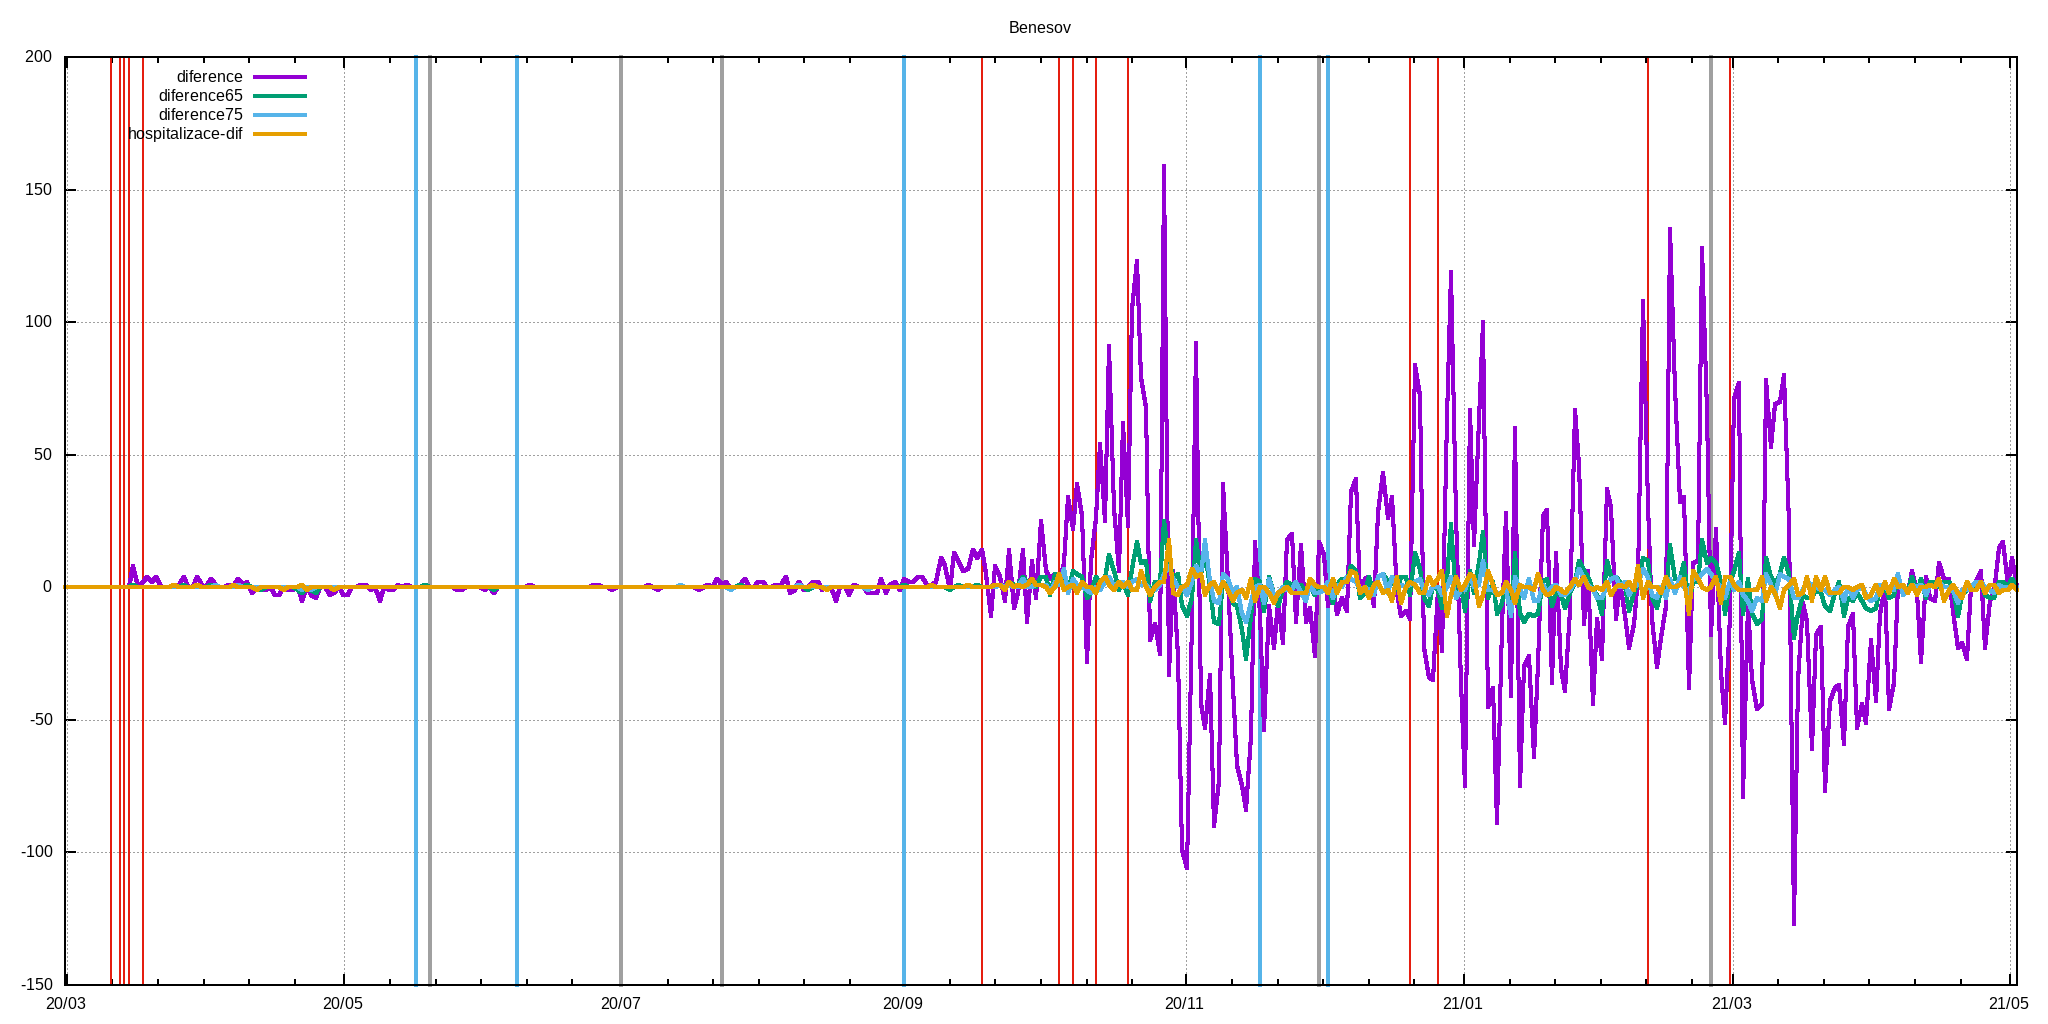 Benesov
200
diference
diference65
diference75
hospitalizace-dif
150
100
50
0
-50
-100
-150
20/03 20/05 20/07 20/09 20/11 21/01 21/03 21/05